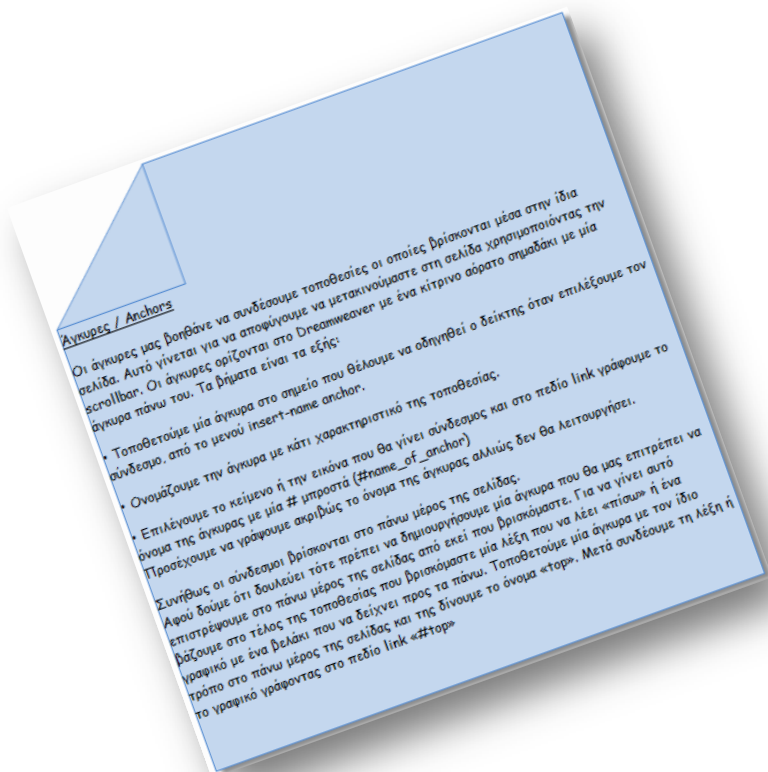 Άγκυρες / Anchors
Οι άγκυρες μας βοηθάνε να συνδέσουμε τοποθεσίες οι οποίες βρίσκονται μέσα στην ίδια
σελίδα. Αυτό γίνεται για να αποφύγουμε να μετακινούμαστε στη σελίδα χρησιμοποιόντας την
scrollbar. Οι άγκυρες ορίζονται στο Dreamweaver με ένα κίτρινο αόρατο σημαδάκι με μία
άγκυρα πάνω του. Τα βήματα είναι τα εξής:
• Τοποθετούμε μία άγκυρα στο σημείο που θέλουμε να οδηγηθεί ο δείκτης όταν επιλέξουμε τον
σύνδεσμο, από το μενού insert-name anchor.
• Ονομάζουμε την άγκυρα με κάτι χαρακτηριστικό της τοποθεσίας.
• Επιλέγουμε το κείμενο ή την εικόνα που θα γίνει σύνδεσμος και στο πεδίο link γράφουμε το
όνομα της άγκυρας με μία # μπροστά (#name_of_anchor)
Προσέχουμε να γράψουμε ακριβώς το όνομα της άγκυρας αλλιώς δεν θα λειτουργήσει.
Συνήθως οι σύνδεσμοι βρίσκονται στο πάνω μέρος της σελίδας.
Αφού δούμε ότι δουλεύει τότε πρέπει να δημιουργήσουμε μία άγκυρα που θα μας επιτρέπει να
επιστρέψουμε στο πάνω μέρος της σελίδας από εκεί που βρισκόμαστε. Για να γίνει αυτό
βάζουμε στο τέλος της τοποθεσίας που βρισκόμαστε μία λέξη που να λέει «πίσω» ή ένα
γραφικό με ένα βελάκι που να δείχνει προς τα πάνω. Τοποθετούμε μία άγκυρα με τον ίδιο
τρόπο στο πάνω μέρος της σελίδας και της δίνουμε το όνομα «top». Μετά συνδέουμε τη λέξη ή
το γραφικό γράφοντας στο πεδίο link «#top»